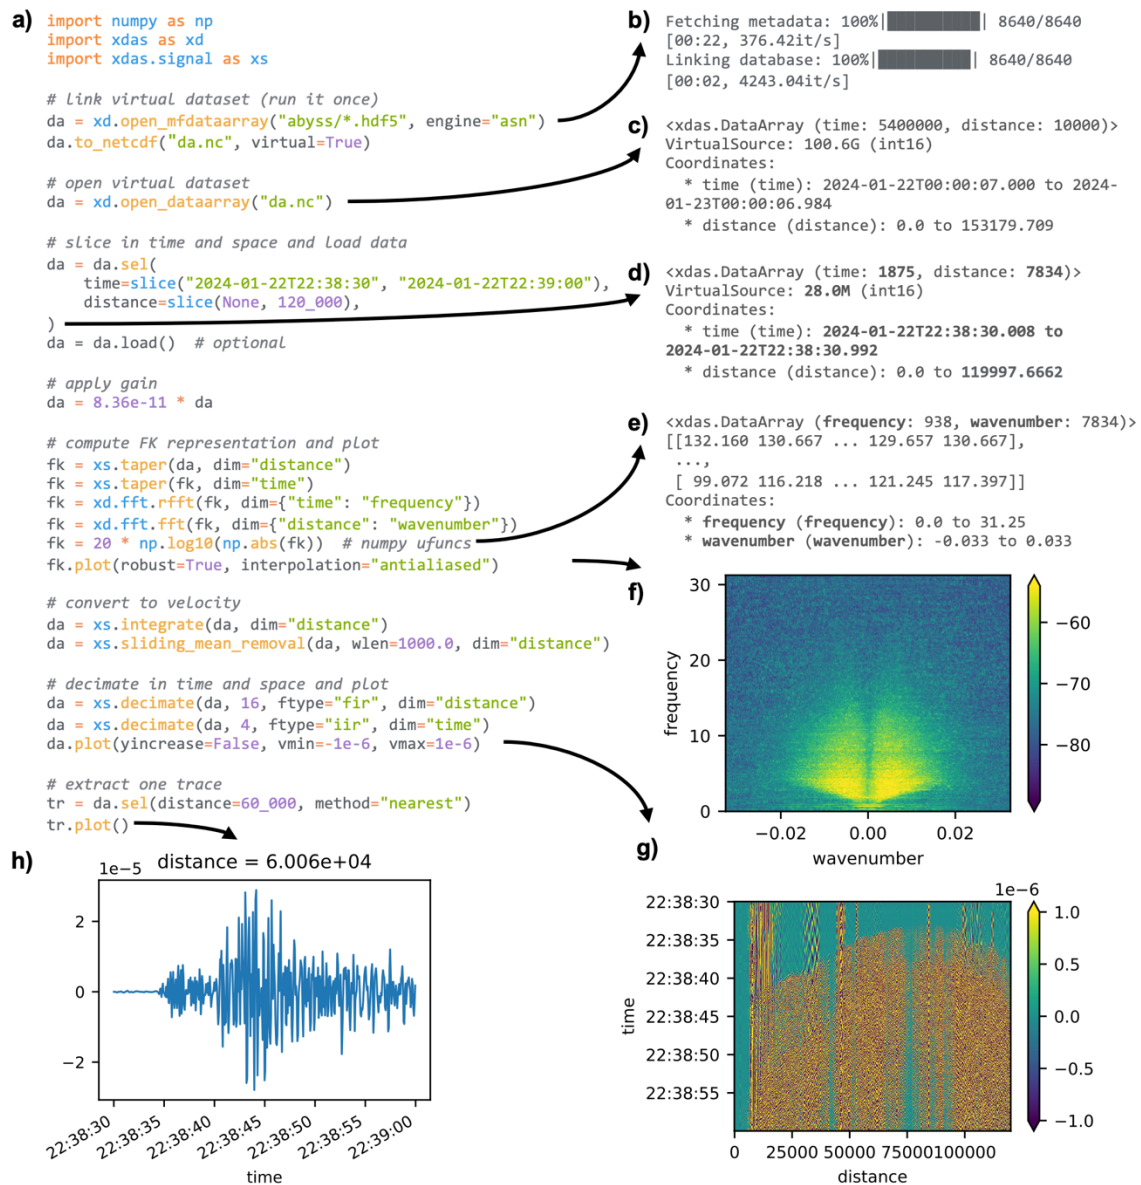 a)
import numpy as np
import xdas as xd
import xdas.signal as xs
# link virtual dataset (run it once)
da = xd.open_mfdataarray("abyss/*.hdf5", engine="asn")
da.to_netcdf("da.nc", virtual=True)
# open virtual dataset
da = xd.open_dataarray("da.nc")
# slice in time and space and load data
da = da.sel(
    time=slice("2024-01-22T22:38:30", "2024-01-22T22:39:00"),
    distance=slice(None, 120_000),
)
da = da.load()  # optional
# apply gain
da = 8.36e-11 * da
# compute FK representation and plot
fk = xs.taper(da, dim="distance")
fk = xs.taper(fk, dim="time")
fk = xd.fft.rfft(fk, dim={"time": "frequency"})
fk = xd.fft.fft(fk, dim={"distance": "wavenumber"})
fk = 20 * np.log10(np.abs(fk))  # numpy ufuncs
fk.plot(robust=True, interpolation="antialiased")
# convert to velocity
da = xs.integrate(da, dim="distance")
da = xs.sliding_mean_removal(da, wlen=1000.0, dim="distance")
# decimate in time and space and plot
da = xs.decimate(da, 16, ftype="fir", dim="distance")
da = xs.decimate(da, 4, ftype="iir", dim="time")
da.plot(yincrease=False, vmin=-1e-6, vmax=1e-6)
# extract one trace
tr = da.sel(distance=60_000, method="nearest")
tr.plot()
b)
Fetching metadata: 100%|██████████| 8640/8640
[00:22, 376.42it/s]
Linking database: 100%|██████████| 8640/8640
[00:02, 4243.04it/s]
c)
<xdas.DataArray (time: 5400000, distance: 10000)>
VirtualSource: 100.6G (int16)
Coordinates:
  * time (time): 2024-01-22T00:00:07.000 to 2024-
01-23T00:00:06.984
  * distance (distance): 0.0 to 153179.709
d)
<xdas.DataArray (time: 1875, distance: 7834)>
VirtualSource: 28.0M (int16)
Coordinates:
  * time (time): 2024-01-22T22:38:30.008 to
2024-01-22T22:38:30.992
  * distance (distance): 0.0 to 119997.6662
e)
<xdas.DataArray (frequency: 938, wavenumber: 7834)>
[[132.160 130.667 ... 129.657 130.667],
 ...,
 [ 99.072 116.218 ... 121.245 117.397]]
Coordinates:
  * frequency (frequency): 0.0 to 31.25
  * wavenumber (wavenumber): -0.033 to 0.033
f)
30
20
10
0
frequency
−0.02 0.00 0.02
wavenumber
−60
−70
−80
g)
1e−6
22:38:30
22:38:35
22:38:40
22:38:45
22:38:50
22:38:55
time
0 25000 50000 75000 100000
distance
1.0
0.5
0.0
−0.5
−1.0
h)
1e−5
distance = 6.006e+04
2
0
−2
22:38:30 22:38:35 22:38:40 22:38:45 22:38:50 22:38:55 22:39:00
time